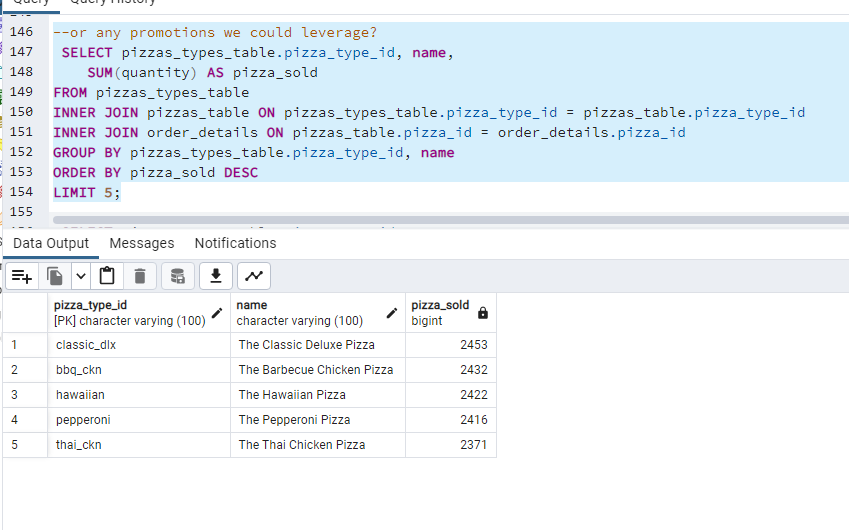 Query Query History
146 --or any promotions we could leverage?
147 SELECT pizzas_types_table.pizza_type_id, name,
148 SUM(quantity) AS pizza_sold
149 FROM pizzas_types_table
150 INNER JOIN pizzas_table ON pizzas_types_table.pizza_type_id = pizzas_table.pizza_type_id
151 INNER JOIN order_details ON pizzas_table.pizza_id = order_details.pizza_id
152 GROUP BY pizzas_types_table.pizza_type_id, name
153 ORDER BY pizza_sold DESC
154 LIMIT 5;
155
Data Output Messages Notifications
pizza_type_id name pizza_sold
[PK] character varying (100) character varying (100) bigint
1 classic_dlx The Classic Deluxe Pizza 2453
2 bbq_ckn The Barbecue Chicken Pizza 2432
3 hawaiian The Hawaiian Pizza 2422
4 pepperoni The Pepperoni Pizza 2416
5 thai_ckn The Thai Chicken Pizza 2371